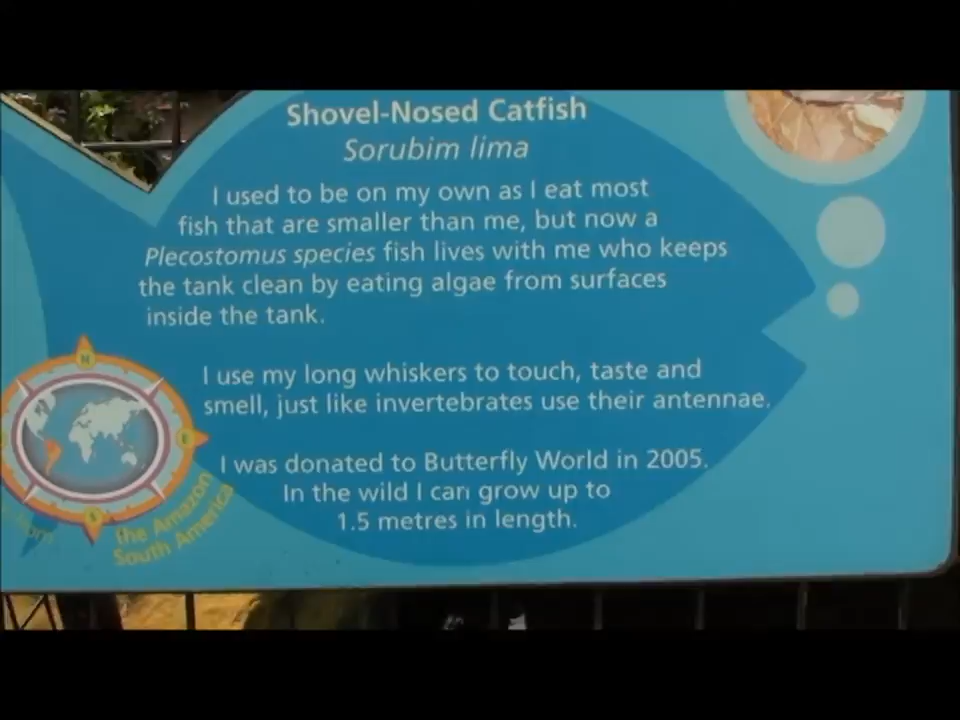 Shovel-Nosed Catfish
Sorubim lima
I used to be on my own as I eat most
fish that are smaller than me, but now a
Plecostomus species fish lives with me who keeps
the tank clean by eating algae from surfaces
inside the tank.
I use my long whiskers to touch, taste and
smell, just like invertebrates use their antennae.
I was donated to Butterfly World in 2005.
In the wild I can grow up to
1.5 metres in length.
N
E
S
the Amazon
South America